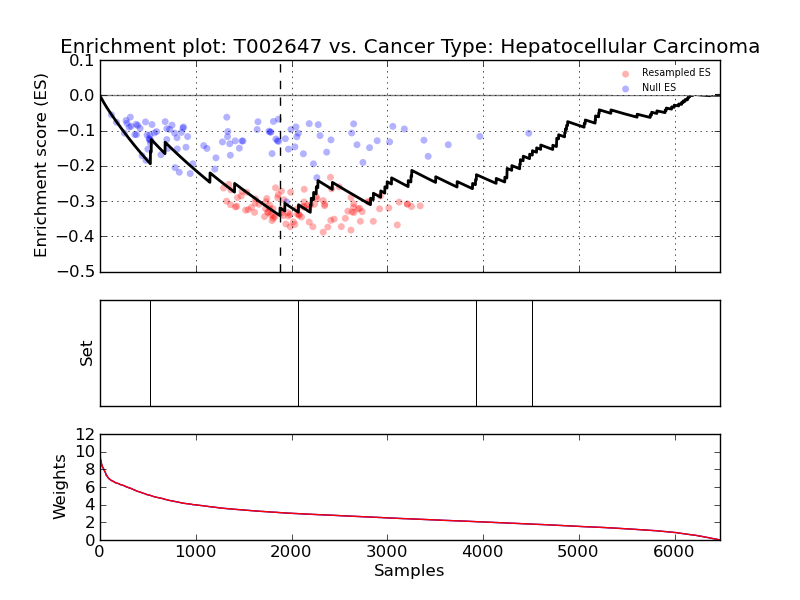 Enrichment plot: T002647 vs. Cancer Type: Hepatocellular Carcinoma
Enrichment score (ES)
0.1
0.0
−0.1
−0.2
−0.3
−0.4
−0.5
Resampled ES
Null ES
Set
Weights
12
10
8
6
4
2
0
0 1000 2000 3000 4000 5000 6000
Samples